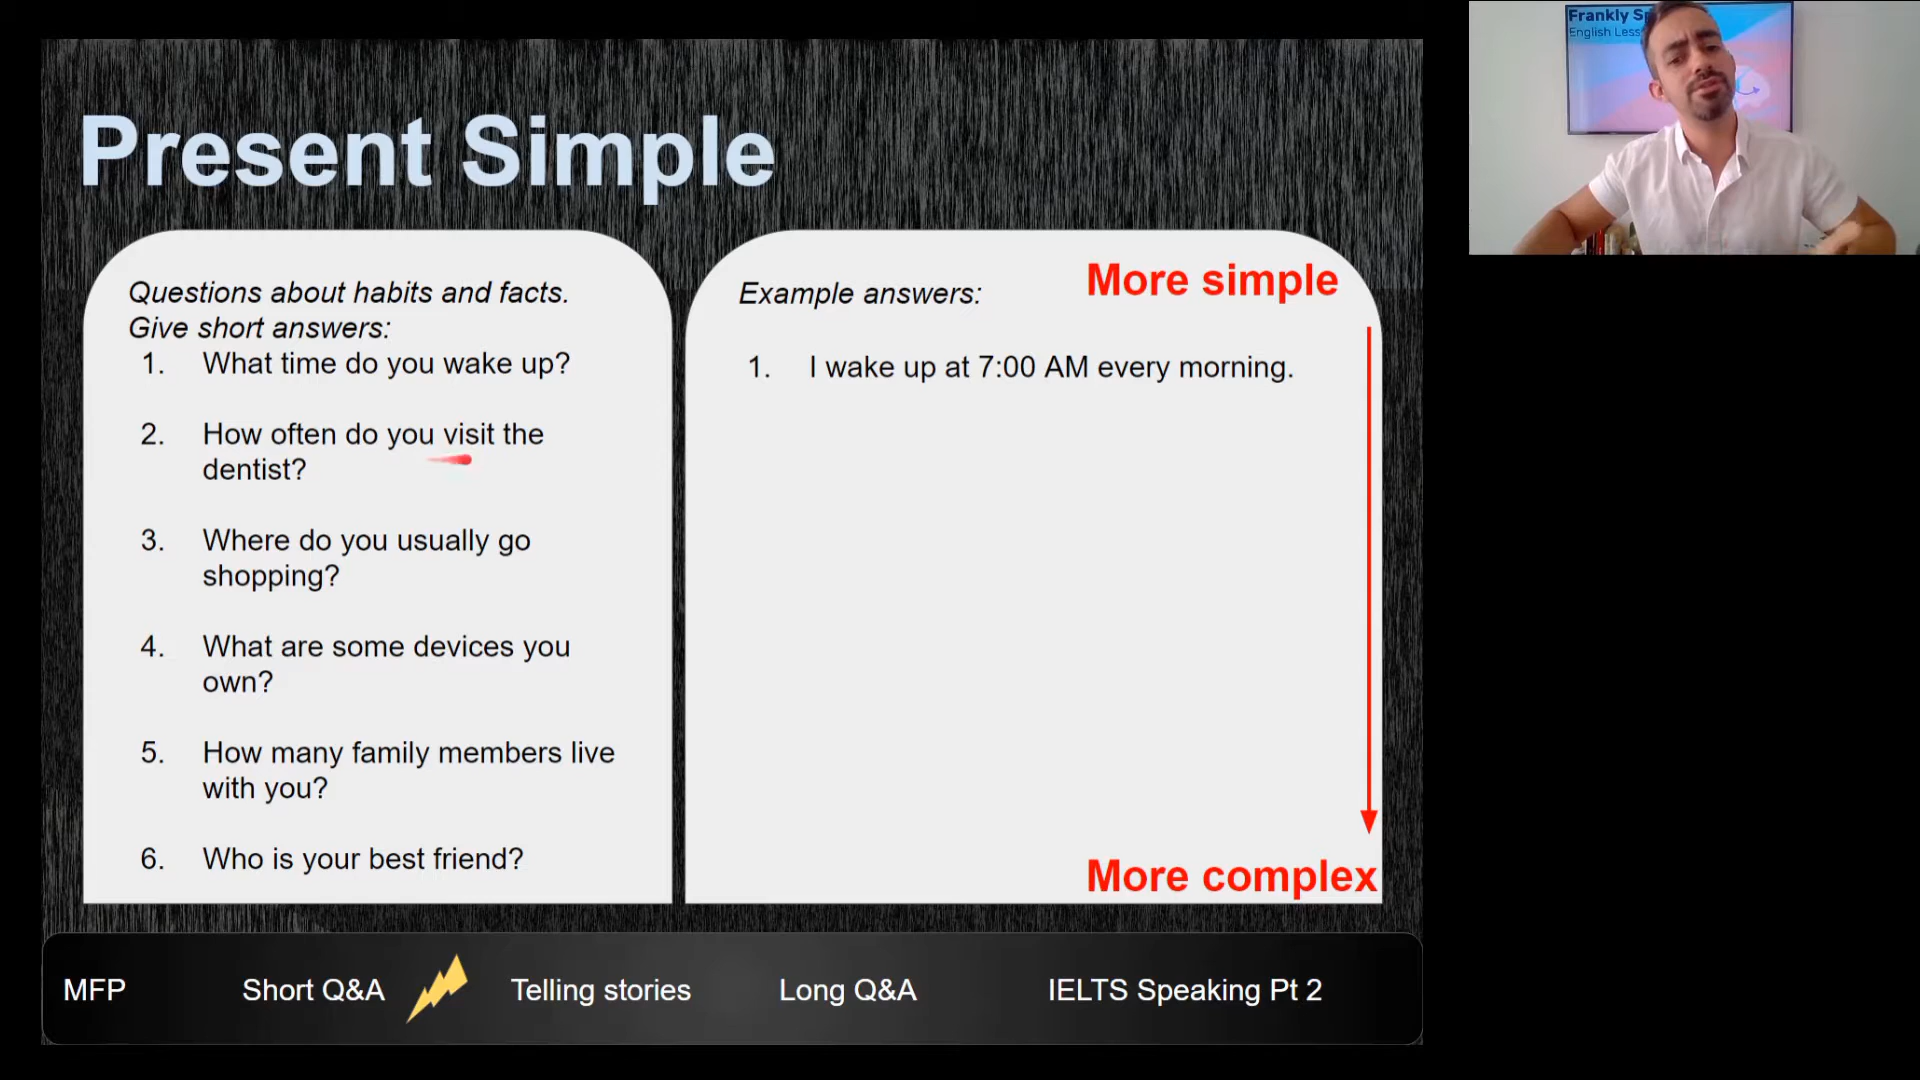 Present Simple
Questions about habits and facts.
Give short answers:
1. What time do you wake up?
2. How often do you visit the
dentist?
3. Where do you usually go
shopping?
4. What are some devices you
own?
5. How many family members live
with you?
6. Who is your best friend?
Example answers:
More simple
1. I wake up at 7:00 AM every morning.
More complex
MFP
Short Q&A
Telling stories
Long Q&A
IELTS Speaking Pt 2
Frankly
English